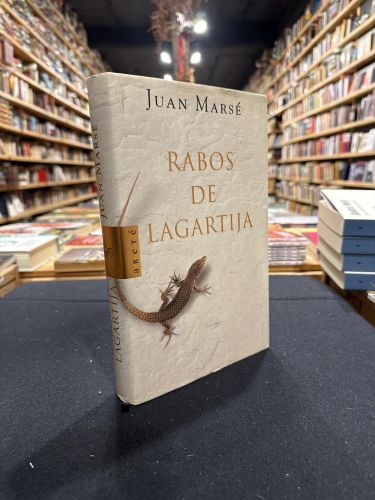 JUAN MARSÉ
RABOS
DE
LAGARTIJA
areté
JUAN MARSÉ
LAGARTIJA